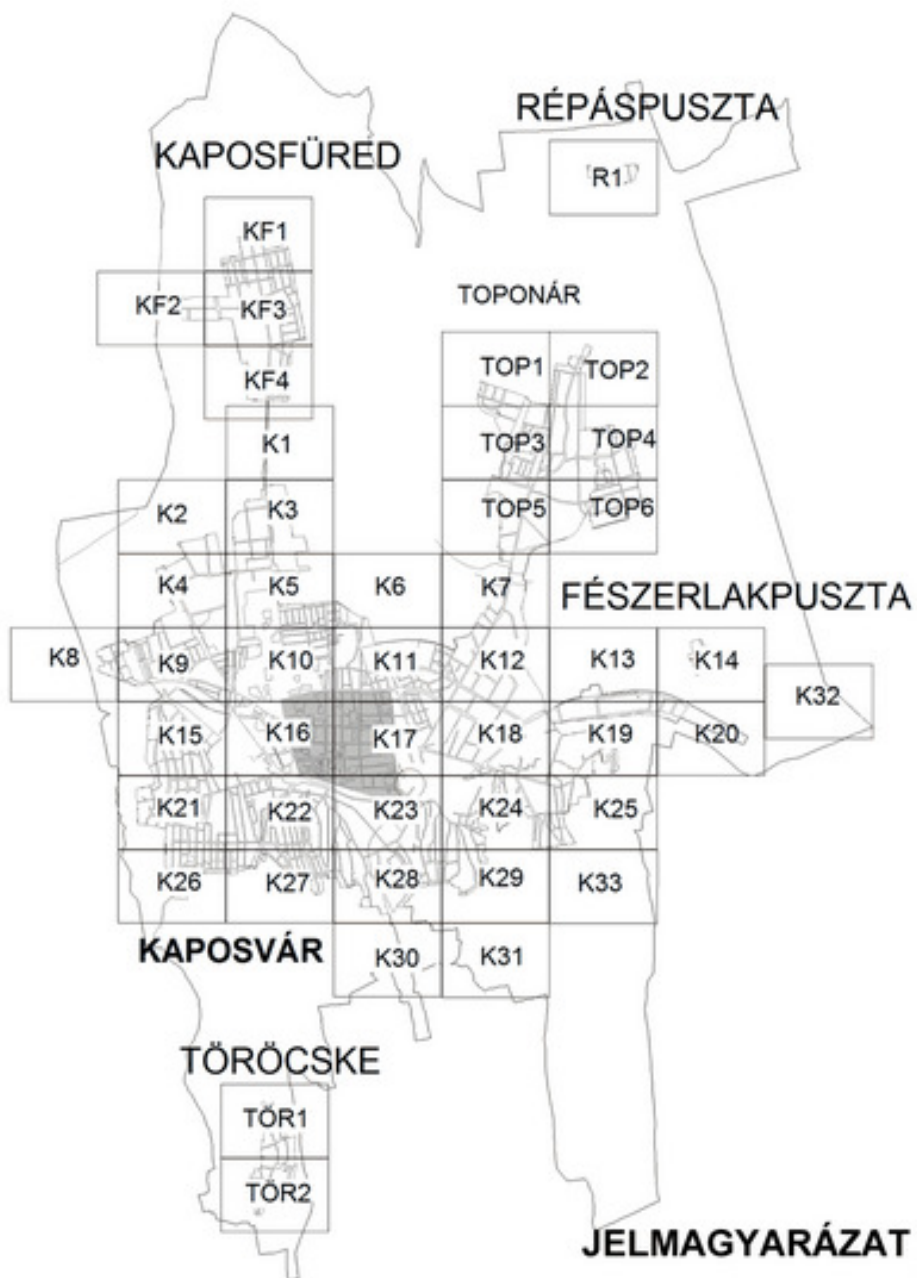 RÉPÁSPUSZTA
KAPOSFÜRED
R1
KF1
KF2 KF3
TOPONÁR
KF4
TOP1 TOP2
K1
TOP3 TOP4
K2 K3
TOP5 TOP6
K4 K5 K6 K7
FÉSZERLAKPUSZTA
K8 K9 K10 K11 K12 K13 K14
K32
K15 K16 K17 K18 K19 K20
K21 K22 K23 K24 K25
K26 K27 K28 K29 K33
KAPOSVÁR
K30 K31
TÖRÖCSKE
TÖR1
TÖR2
JELMAGYARÁZAT